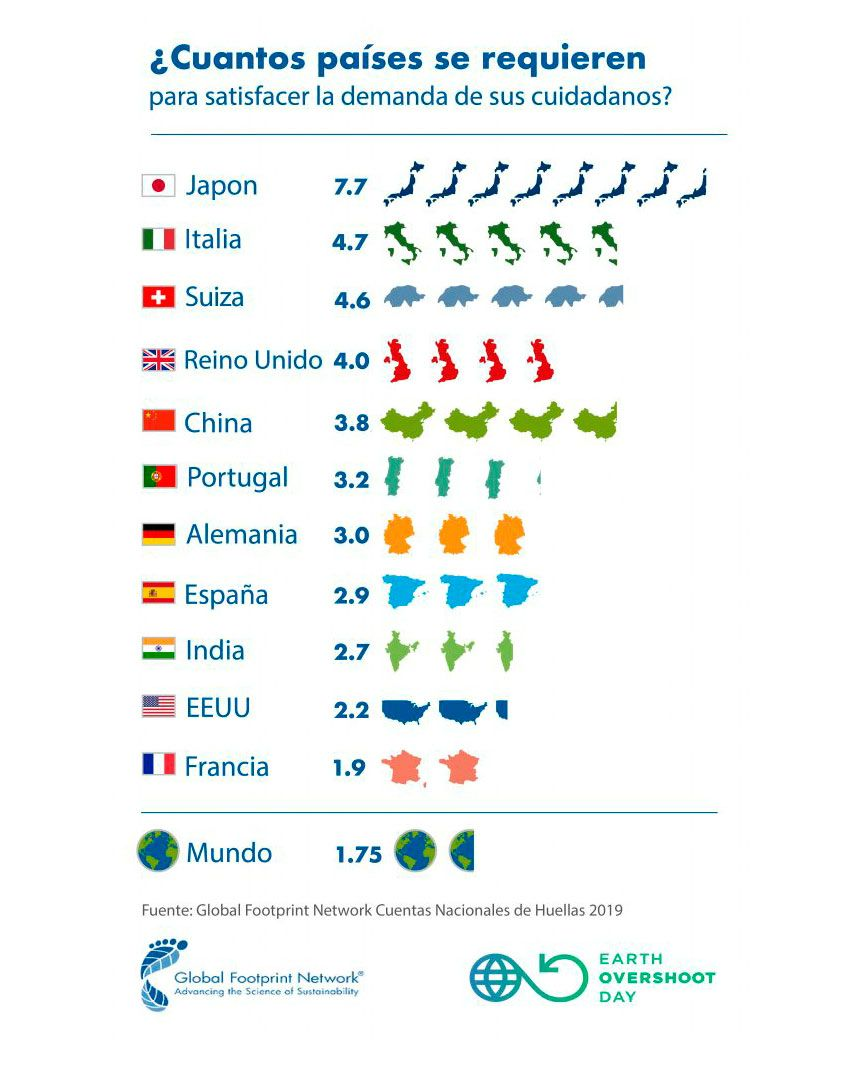 ¿Cuantos países se requieren
para satisfacer la demanda de sus cuidadanos?
Japon 7.7
Italia 4.7
Suiza 4.6
Reino Unido 4.0
China 3.8
Portugal 3.2
Alemania 3.0
España 2.9
India 2.7
EEUU 2.2
Francia 1.9
Mundo 1.75
Fuente: Global Footprint Network Cuentas Nacionales de Huellas 2019
Global Footprint Network®
Advancing the Science of Sustainability
EARTH
OVERSHOOT
DAY